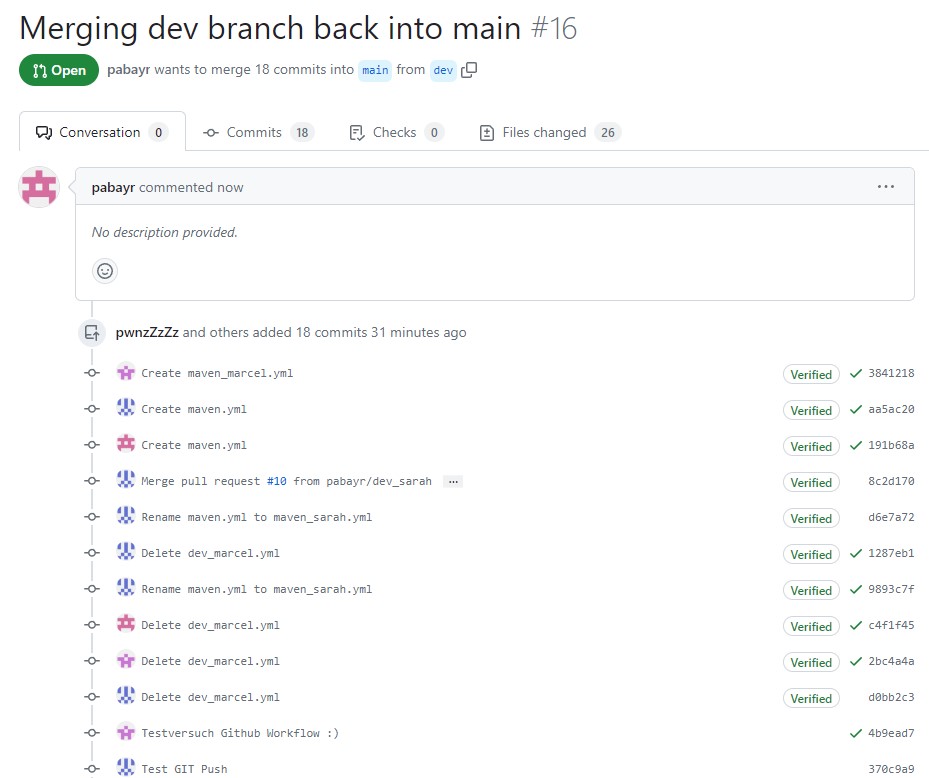 Merging dev branch back into main #16
Open pabayr wants to merge 18 commits into main from dev
Conversation 0 Commits 18 Checks 0 Files changed 26
pabayr commented now
No description provided.
pwnzZzZz and others added 18 commits 31 minutes ago
Create maven_marcel.yml Verified 3841218
Create maven.yml Verified aa5ac20
Create maven.yml Verified 191b68a
Merge pull request #10 from pabayr/dev_sarah ... Verified 8c2d170
Rename maven.yml to maven_sarah.yml Verified d6e7a72
Delete dev_marcel.yml Verified 1287eb1
Rename maven.yml to maven_sarah.yml Verified 9893c7f
Delete dev_marcel.yml Verified c4f1f45
Delete dev_marcel.yml Verified 2bc4a4a
Delete dev_marcel.yml Verified d0bb2c3
Testversuch Github Workflow :) 4b9ead7
Test GIT Push 370c9a9